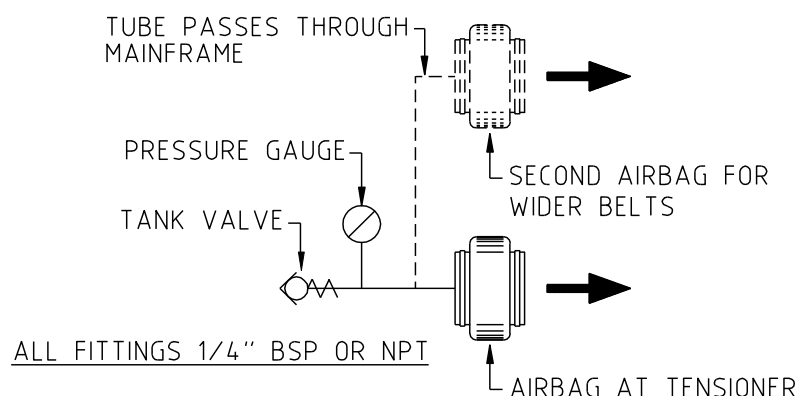 TUBE PASSES THROUGH
MAINFRAME
PRESSURE GAUGE
SECOND AIRBAG FOR
WIDER BELTS
TANK VALVE
ALL FITTINGS 1/4" BSP OR NPT
AIRBAG AT TENSIONER